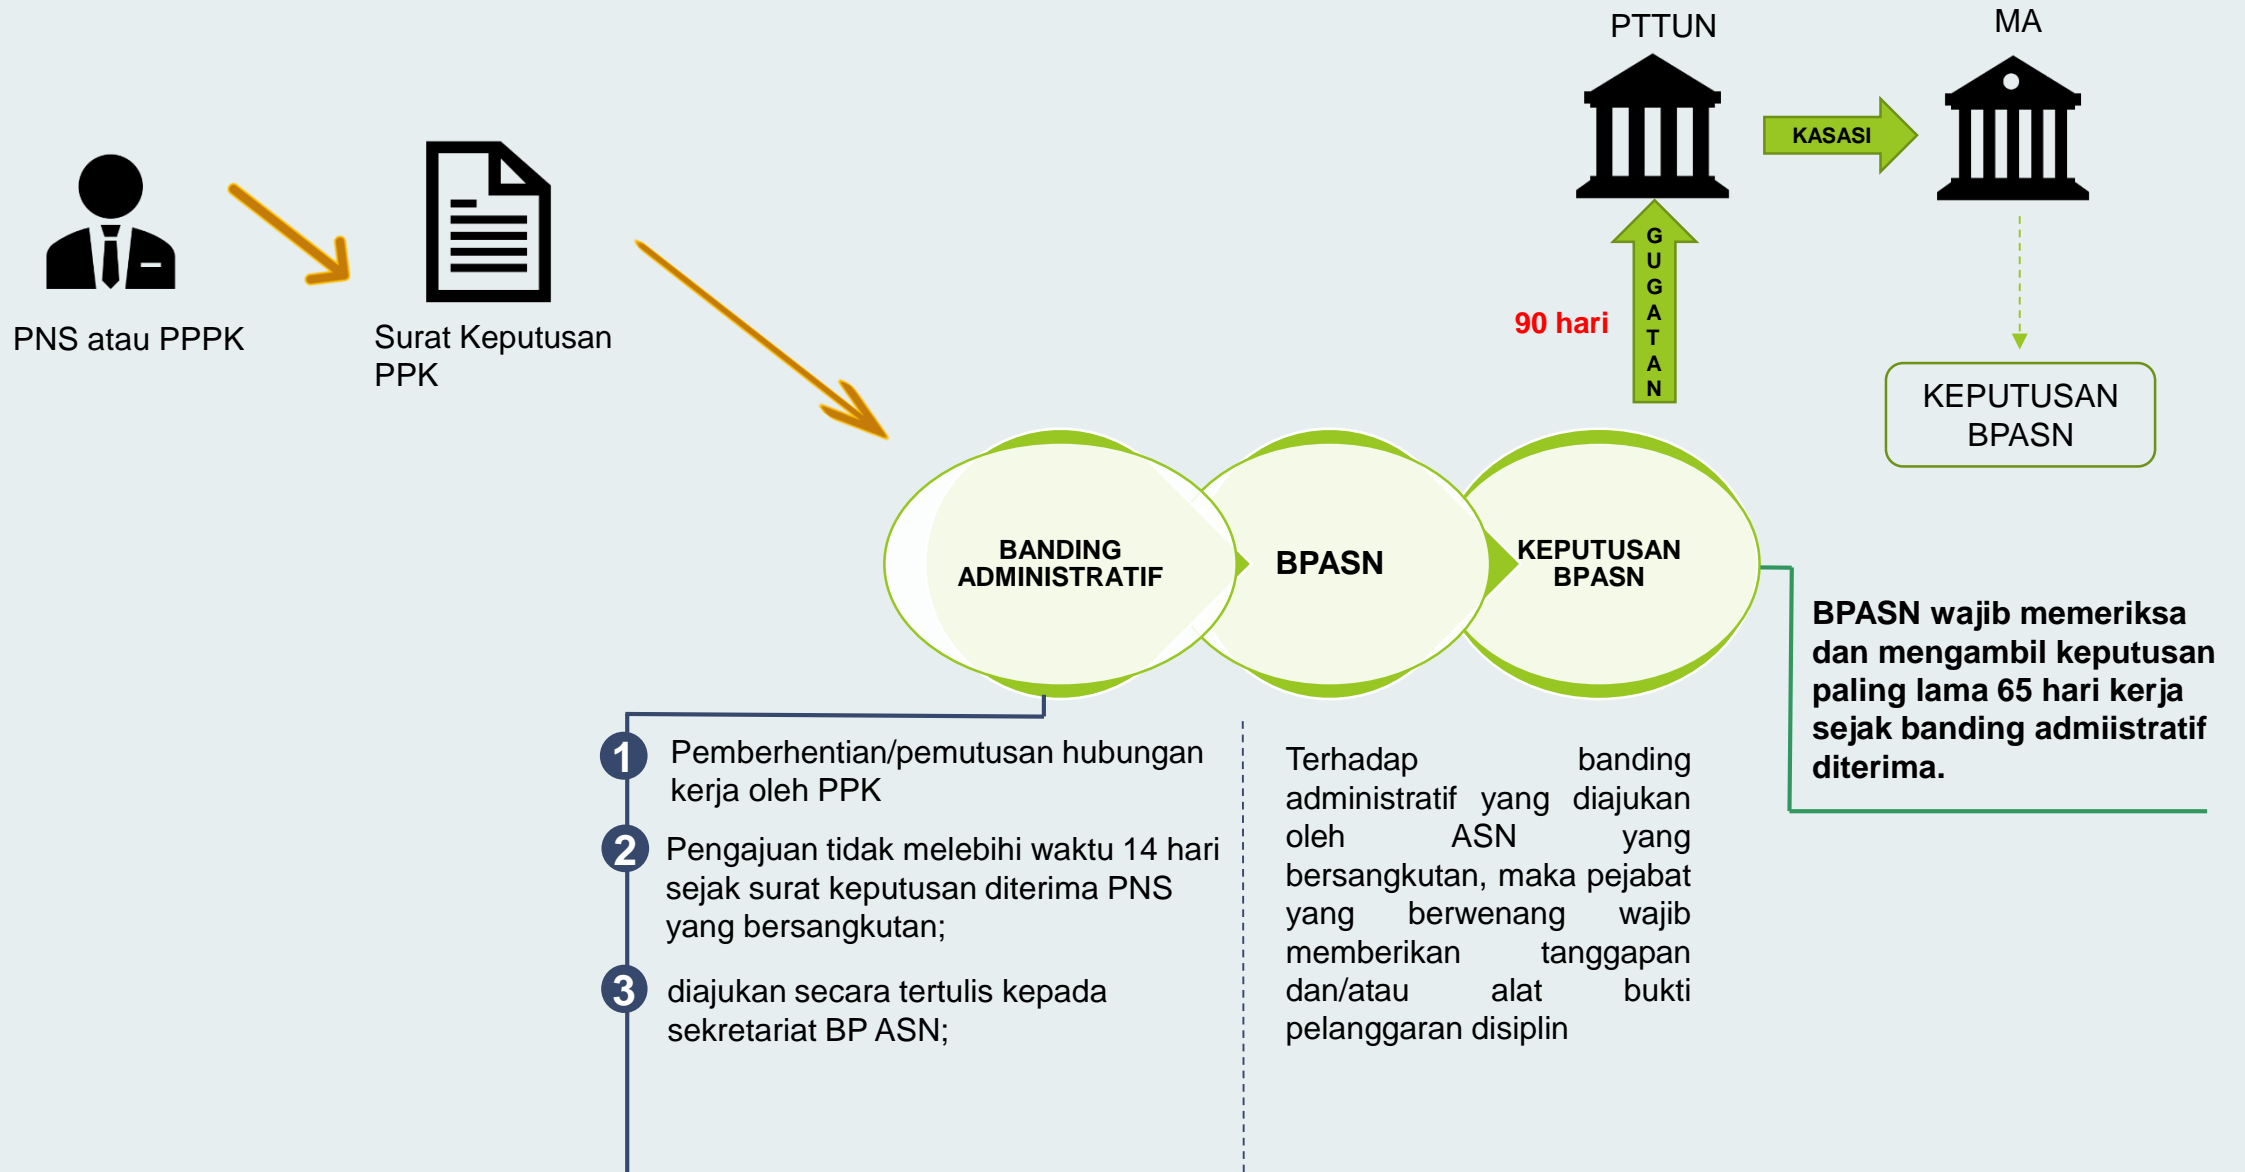 PTTUN
MA
KASASI
GUGATAN
90 hari
PNS atau PPPK
Surat Keputusan
PPK
KEPUTUSAN
BPASN
BANDING
ADMINISTRATIF
BPASN
KEPUTUSAN
BPASN
BPASN wajib memeriksa
dan mengambil keputusan
paling lama 65 hari kerja
sejak banding admiistratif
diterima.
1 Pemberhentian/pemutusan hubungan
kerja oleh PPK
2 Pengajuan tidak melebihi waktu 14 hari
sejak surat keputusan diterima PNS
yang bersangkutan;
3 diajukan secara tertulis kepada
sekretariat BP ASN;
Terhadap banding
administratif yang diajukan
oleh ASN yang
bersangkutan, maka pejabat
yang berwenang wajib
memberikan tanggapan
dan/atau alat bukti
pelanggaran disiplin